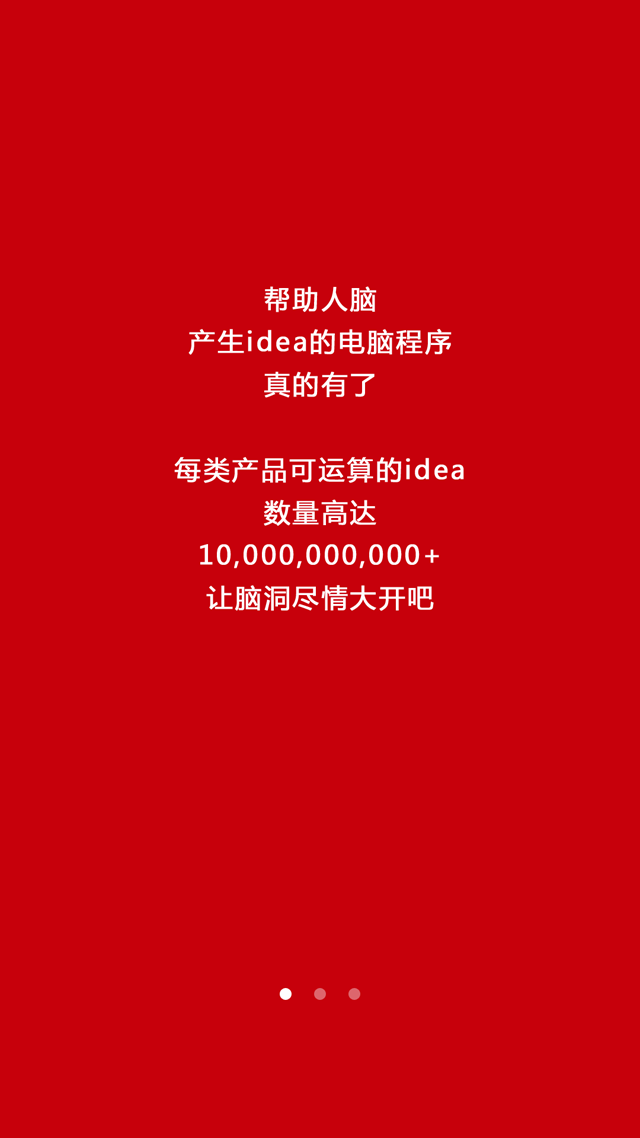 帮助人脑
产生idea的电脑程序
真的有了
每类产品可运算的idea
数量高达
10,000,000,000+
让脑洞尽情大开吧